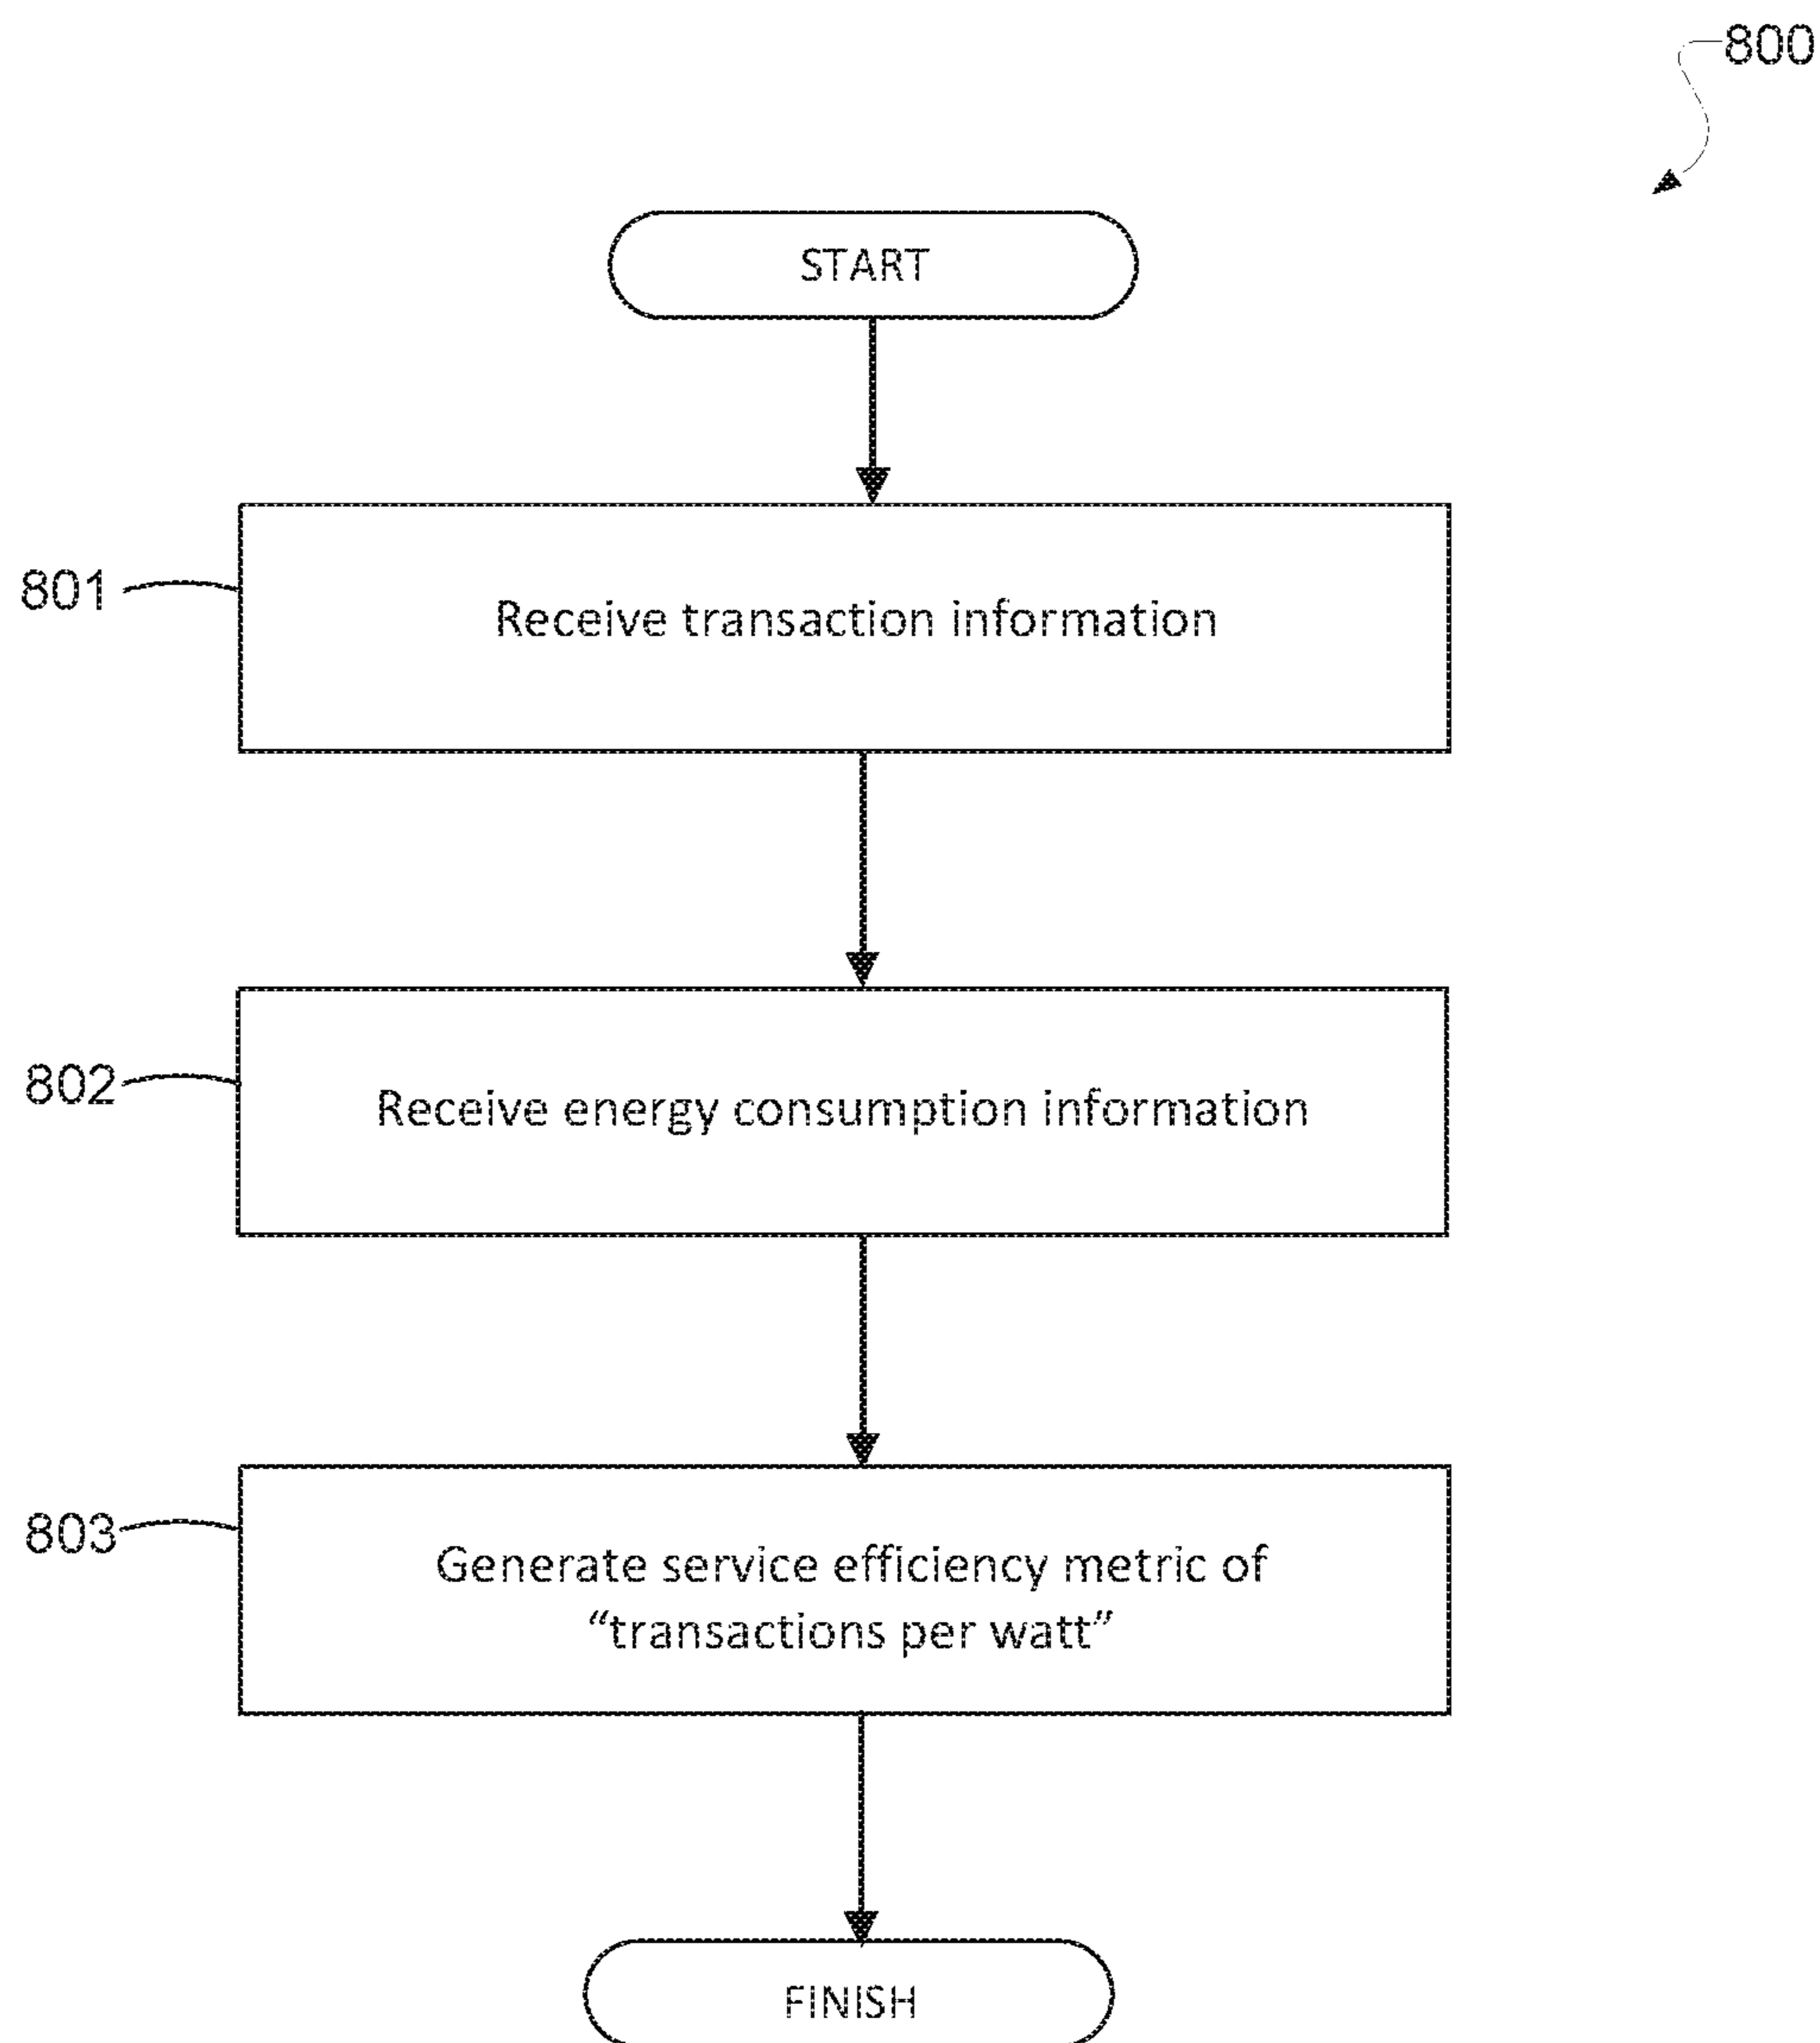 800
START
801
Receive transaction information
802
Receive energy consumption information
803
Generate service efficiency metric of
“transactions per watt”
FINISH